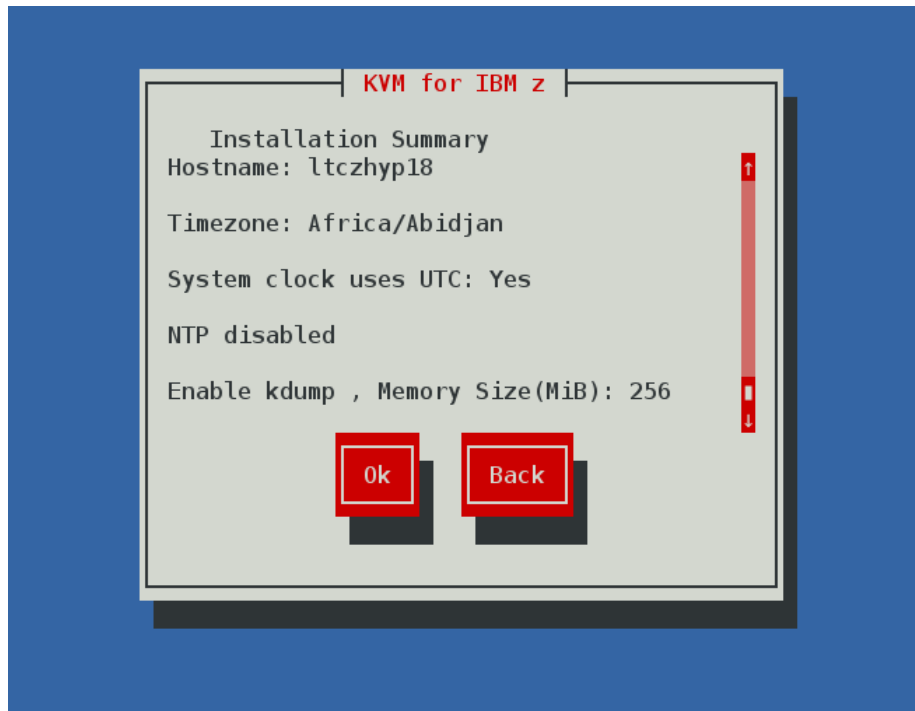 KVM for IBM z
Installation Summary
Hostname: ltczhyp18
Timezone: Africa/Abidjan
System clock uses UTC: Yes
NTP disabled
Enable kdump , Memory Size(MiB): 256
↑
↓
Ok Back